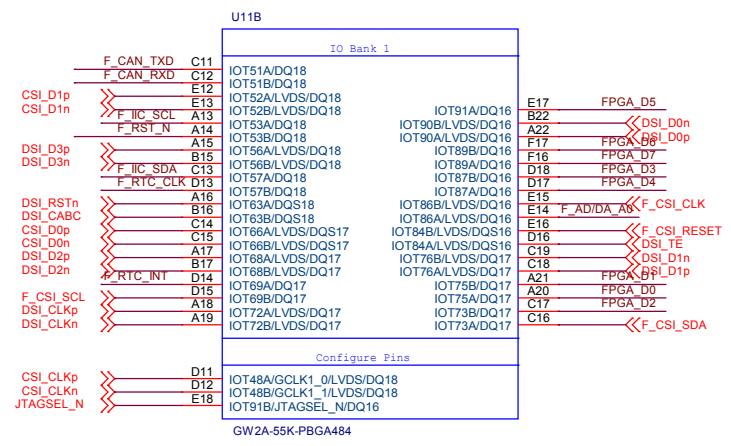 U11B
IO Bank 1
F_CAN_TXD C11 IOT51A/DQ18
F_CAN_RXD C12 IOT51B/DQ18
CSI_D1p E12 IOT52A/LVDS/DQ18
CSI_D1n E13 IOT52B/LVDS/DQ18 IOT91A/DQ16 E17 FPGA_D5
F_IIC_SCL A13 IOT53A/DQ18 IOT90B/LVDS/DQ16 B22 DSI_D0n
F_RST_N A14 IOT53B/DQ18 IOT90A/LVDS/DQ16 A22 DSI_D0p
DSI_D3p A15 IOT56A/LVDS/DQ18 IOT89B/DQ16 F17 FPGA_D6
DSI_D3n B15 IOT56B/LVDS/DQ18 IOT89A/DQ16 F16 FPGA_D7
F_IIC_SDA C13 IOT57A/DQ18 IOT87B/DQ16 D18 FPGA_D3
F_RTC_CLK D13 IOT57B/DQ18 IOT87A/DQ16 D17 FPGA_D4
DSI_RSTn A16 IOT63A/DQS18 IOT86B/LVDS/DQ16 E15 F_CSI_CLK
DSI_CABC B16 IOT63B/DQS18 IOT86A/LVDS/DQ16 E14 F_AD/DA_A0
CSI_D0p C14 IOT66A/LVDS/DQS17 IOT84B/LVDS/DQS16 E16 F_CSI_RESET
CSI_D0n C15 IOT66B/LVDS/DQS17 IOT84A/LVDS/DQS16 D16 DSI_TE
DSI_D2p A17 IOT68A/LVDS/DQ17 IOT76B/LVDS/DQ17 C19 DSI_D1n
DSI_D2n B17 IOT68B/LVDS/DQ17 IOT76A/LVDS/DQ17 C18 DSI_D1p
F_RTC_INT D14 IOT69A/DQ17 IOT75B/DQ17 A21 FPGA_D1
F_CSI_SCL D15 IOT69B/DQ17 IOT75A/DQ17 A20 FPGA_D0
DSI_CLKp A18 IOT72A/LVDS/DQ17 IOT73B/DQ17 C17 FPGA_D2
DSI_CLKn A19 IOT72B/LVDS/DQ17 IOT73A/DQ17 C16 F_CSI_SDA
Configure Pins
CSI_CLKp D11 IOT48A/GCLK1_0/LVDS/DQ18
CSI_CLKn D12 IOT48B/GCLK1_1/LVDS/DQ18
JTAGSEL_N E18 IOT91B/JTAGSEL_N/DQ16
GW2A-55K-PBGA484